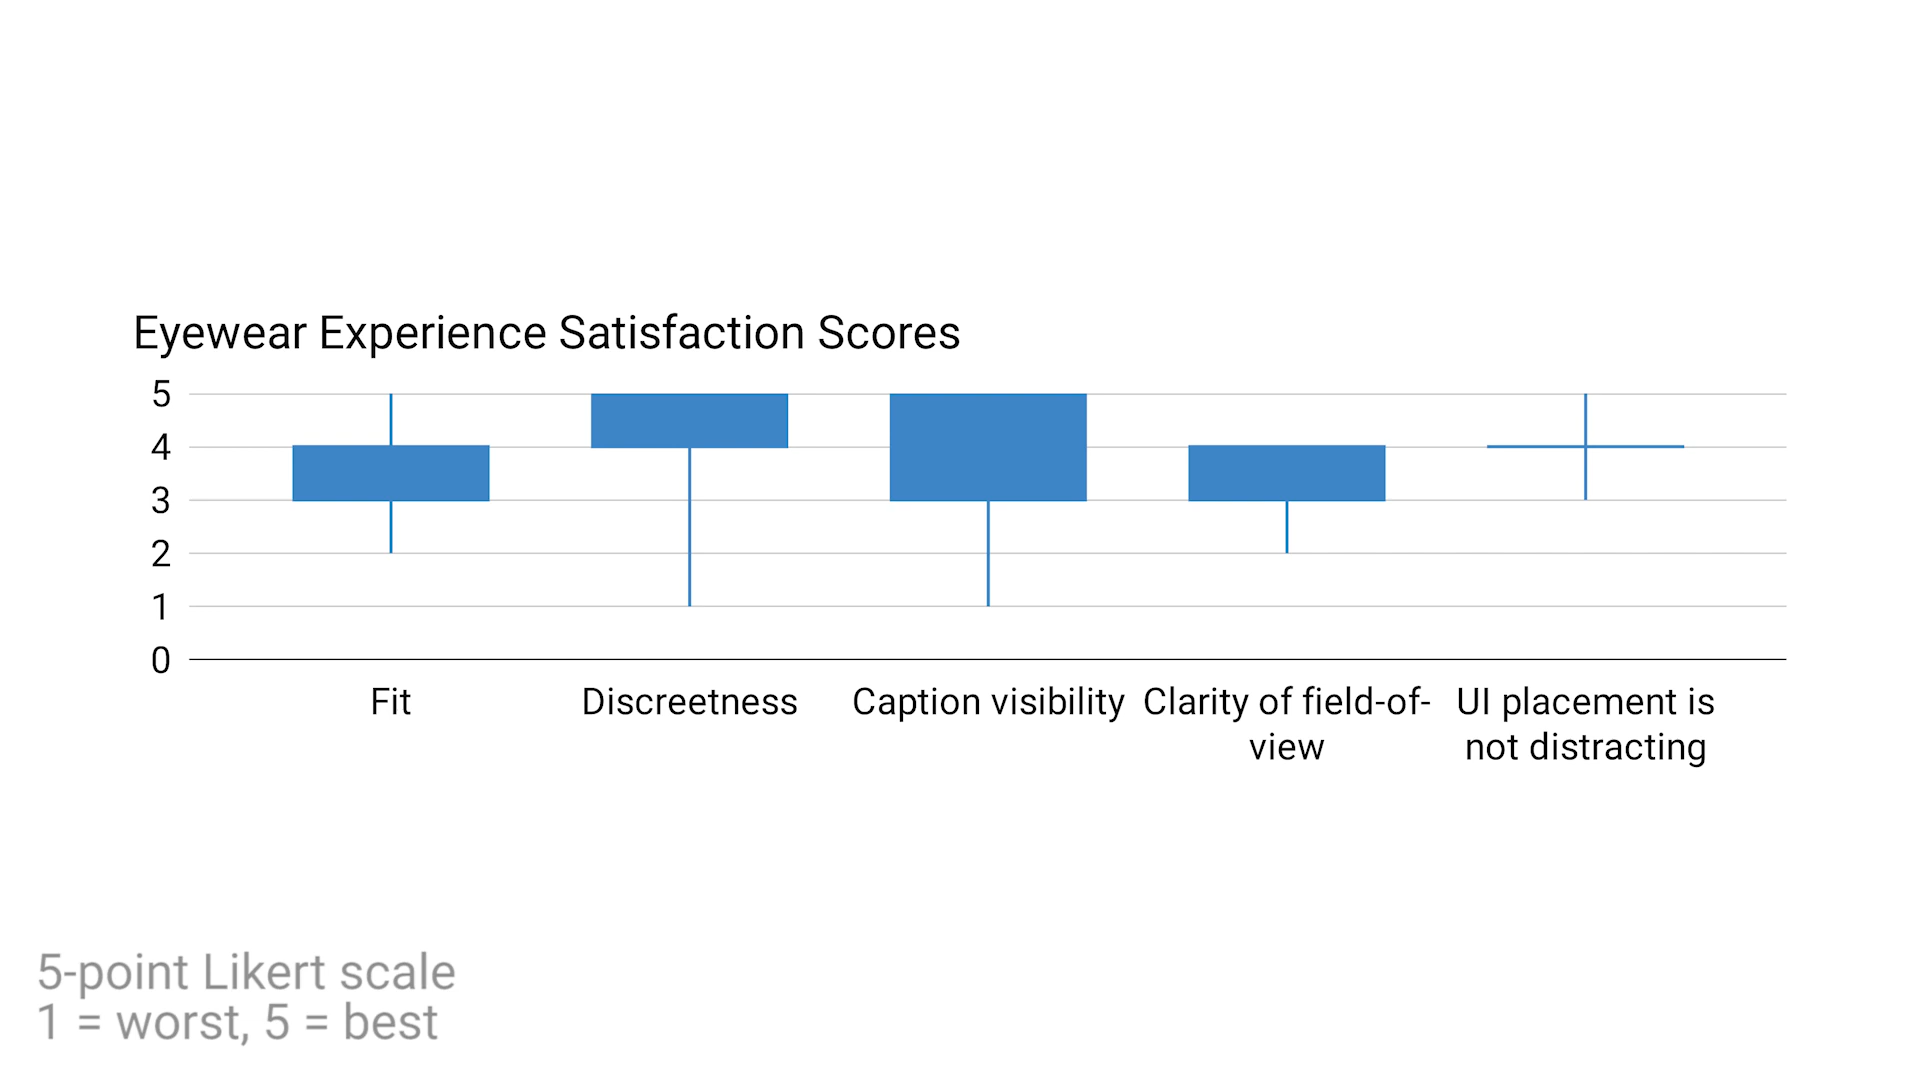 Eyewear Experience Satisfaction Scores
5
4
3
2
1
0
Fit
Discreetness
Caption visibility
Clarity of field-of-
view
UI placement is
not distracting
5-point Likert scale
1 = worst, 5 = best